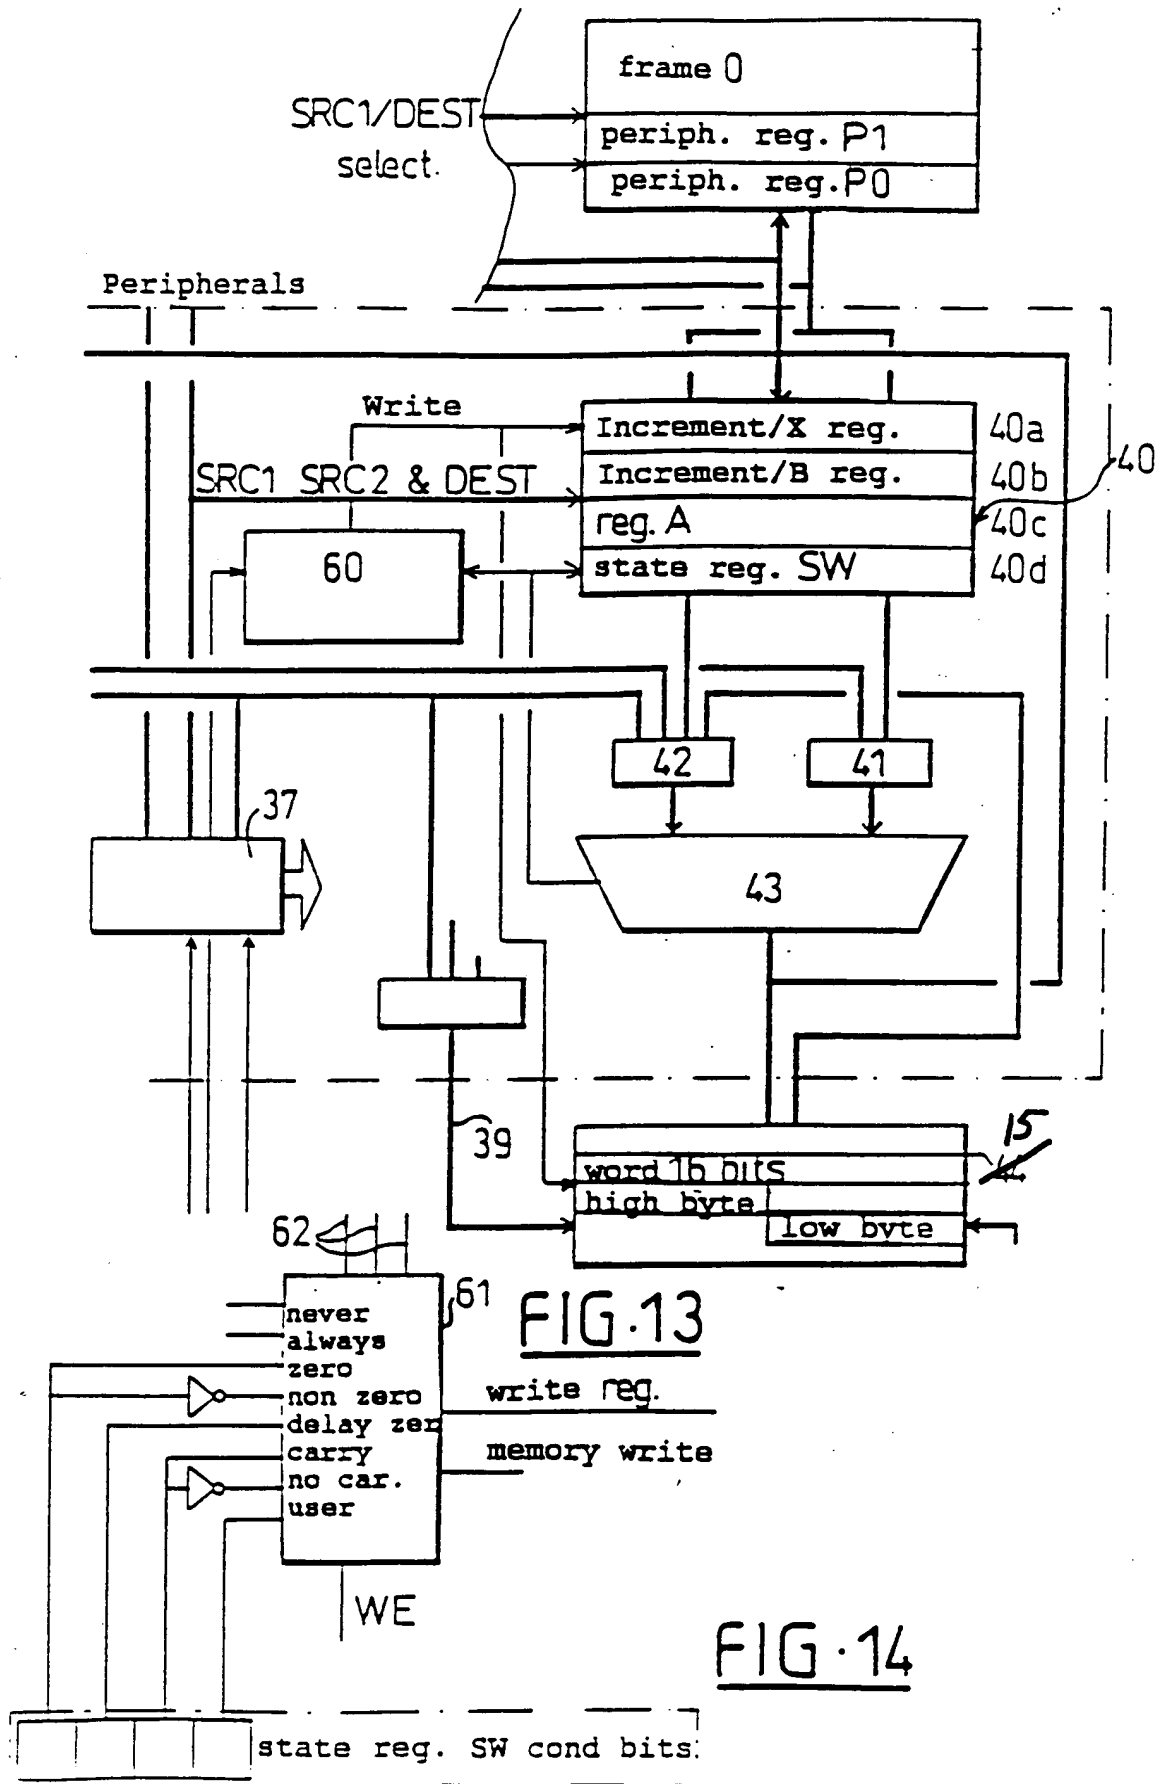 frame 0
SRC1/DEST
select.
periph. reg. P1
periph. reg. P0
Peripherals
Write
Increment/X reg. 40a
SRC1 SRC2 & DEST
Increment/B reg. 40b
40
reg. A 40c
60
state reg. SW 40d
42
41
37
43
39
15
word 16 bits
high byte
low byte
62
61
FIG.13
never
always
zero
non zero
delay zer
carry
no car.
user
write reg.
memory write
WE
FIG.14
state reg. SW cond bits